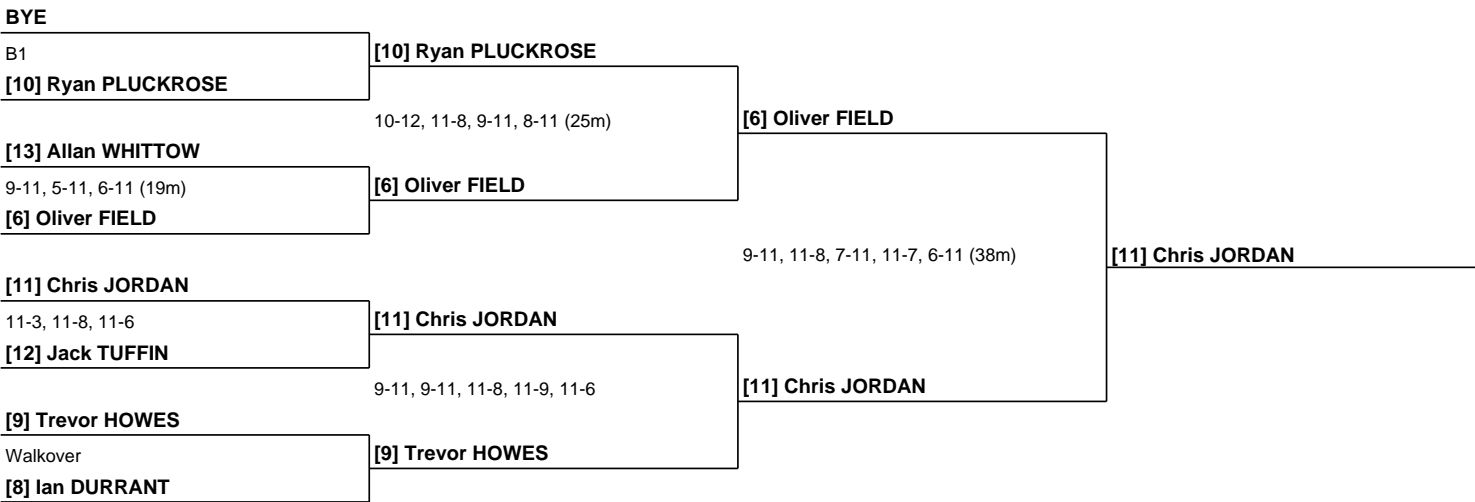 BYE
B1
[10] Ryan PLUCKROSE
[10] Ryan PLUCKROSE
10-12, 11-8, 9-11, 8-11 (25m)
[6] Oliver FIELD
[13] Allan WHITTOW
9-11, 5-11, 6-11 (19m)
[6] Oliver FIELD
[6] Oliver FIELD
9-11, 11-8, 7-11, 11-7, 6-11 (38m)
[11] Chris JORDAN
[11] Chris JORDAN
11-3, 11-8, 11-6
[11] Chris JORDAN
[12] Jack TUFFIN
9-11, 9-11, 11-8, 11-9, 11-6
[11] Chris JORDAN
[9] Trevor HOWES
Walkover
[9] Trevor HOWES
[8] Ian DURRANT